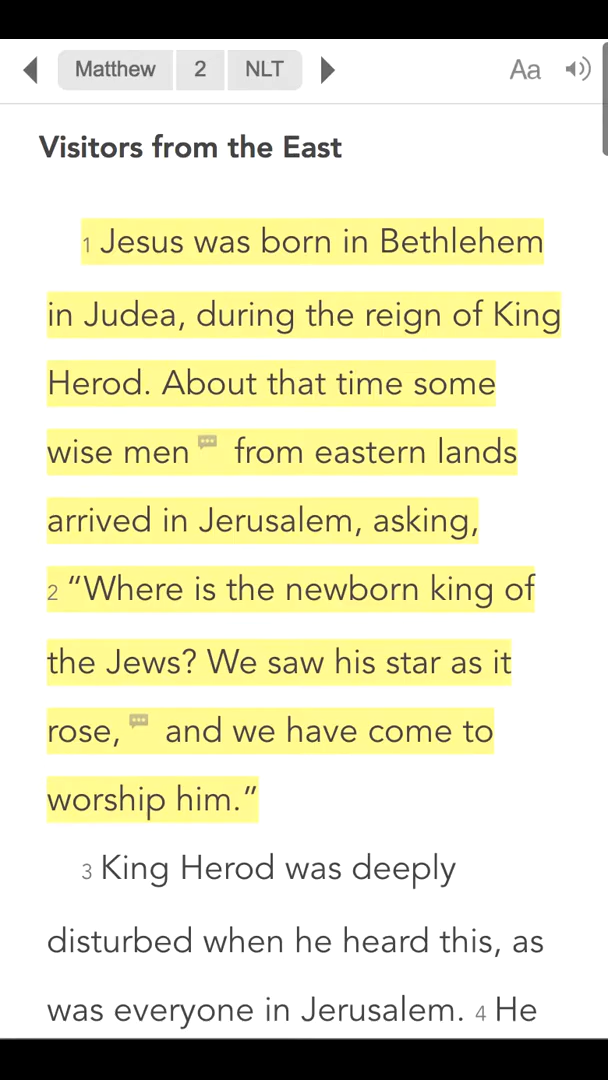 Matthew 2 NLT Aa
Visitors from the East
1 Jesus was born in Bethlehem
in Judea, during the reign of King
Herod. About that time some
wise men from eastern lands
arrived in Jerusalem, asking,
2 “Where is the newborn king of
the Jews? We saw his star as it
rose, and we have come to
worship him.”
3 King Herod was deeply
disturbed when he heard this, as
was everyone in Jerusalem. 4 He